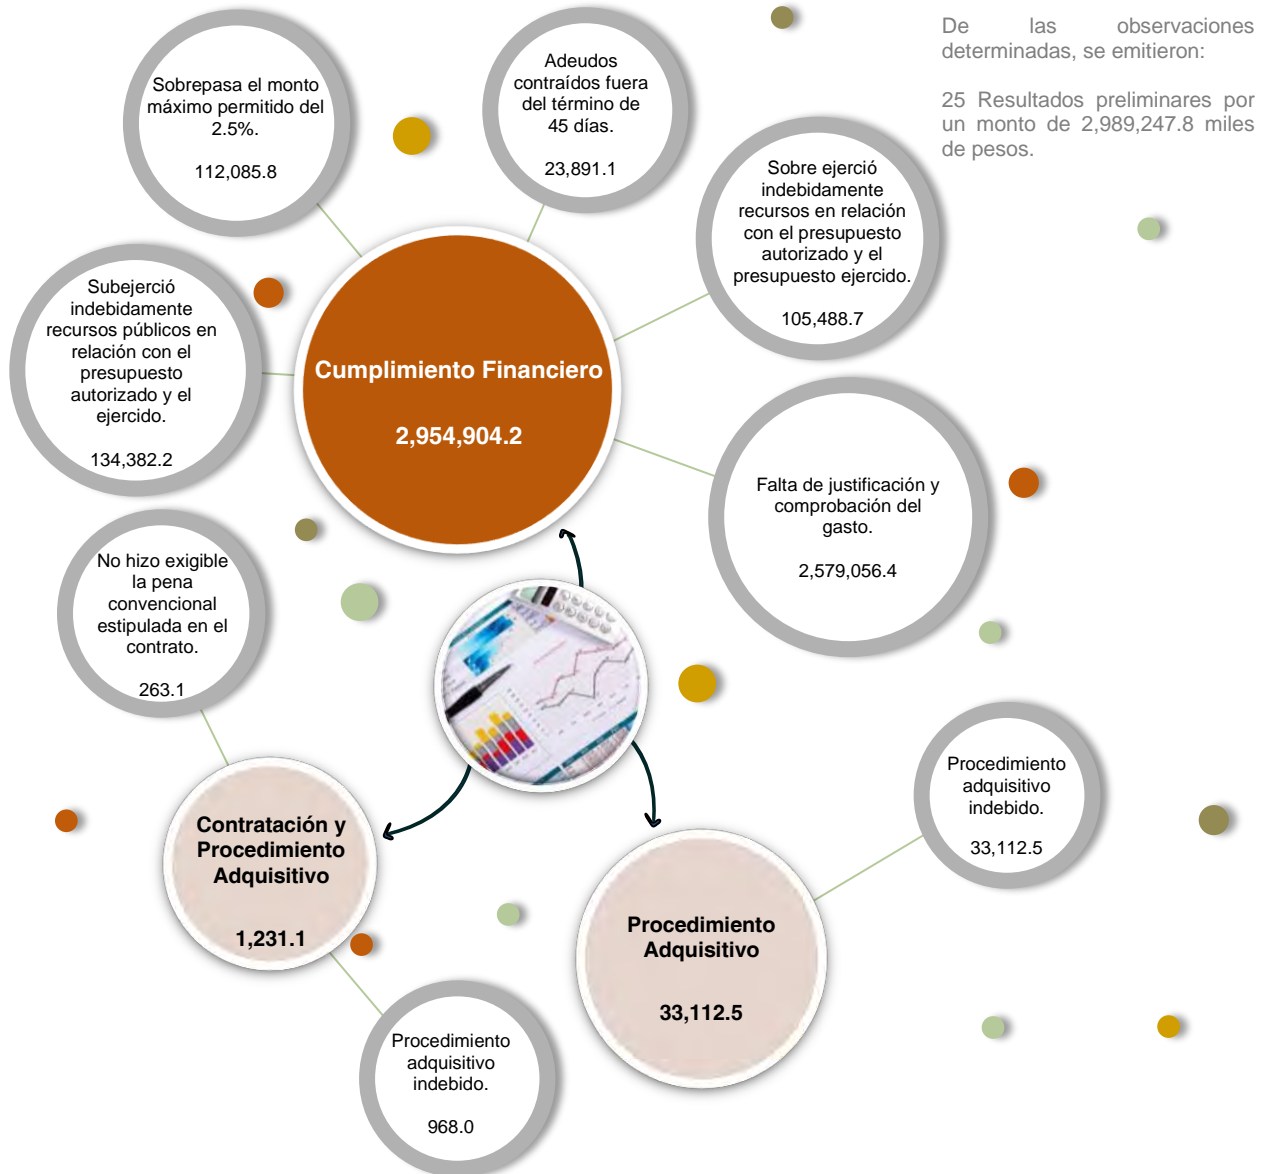 De las observaciones
determinadas, se emitieron:
25 Resultados preliminares por
un monto de 2,989,247.8 miles
de pesos.
Sobrepasa el monto
máximo permitido del
2.5%.
112,085.8
Adeudos
contraídos fuera
del término de
45 días.
23,891.1
Sobre ejerció
indebidamente
recursos en relación
con el presupuesto
autorizado y el
presupuesto ejercido.
105,488.7
Subejerció
indebidamente
recursos públicos en
relación con el
presupuesto
autorizado y el
ejercido.
134,382.2
Cumplimiento Financiero
2,954,904.2
Falta de justificación y
comprobación del
gasto.
2,579,056.4
No hizo exigible
la pena
convencional
estipulada en el
contrato.
263.1
Contratación y
Procedimiento
Adquisitivo
1,231.1
Procedimiento
adquisitivo
indebido.
33,112.5
Procedimiento
Adquisitivo
33,112.5
Procedimiento
adquisitivo
indebido.
968.0